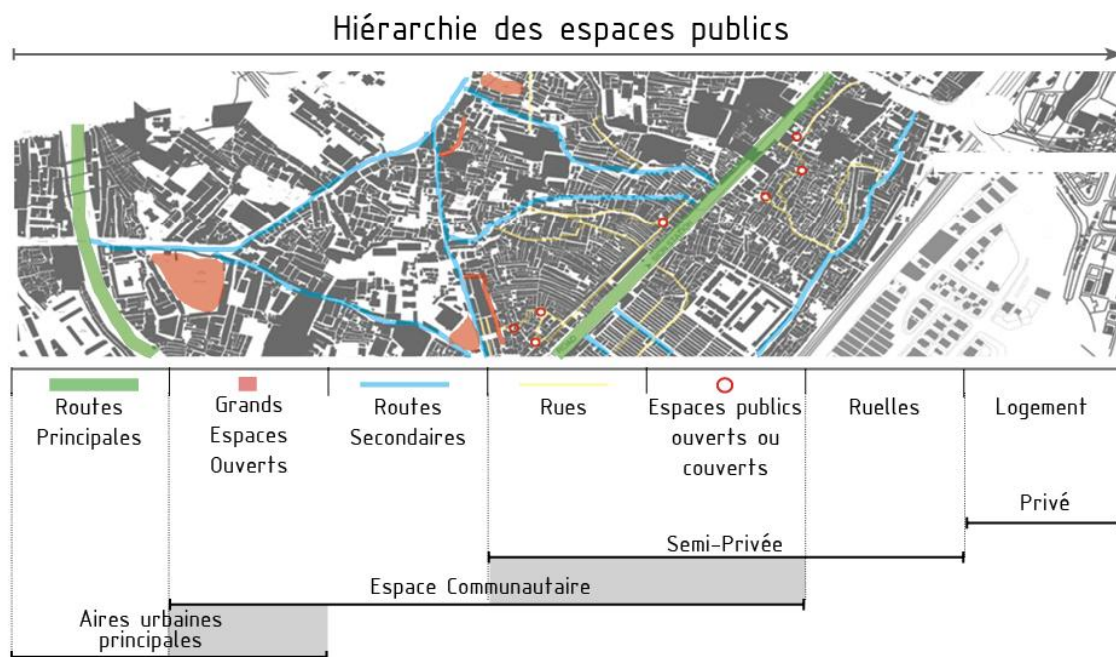 Hiérarchie des espaces publics
Routes
Principales
Grands
Espaces
Ouverts
Routes
Secondaires
Rues
Espaces publics
ouverts ou
couverts
Ruelles
Logement
Privé
Semi-Privée
Espace Communautaire
Aires urbaines
principales